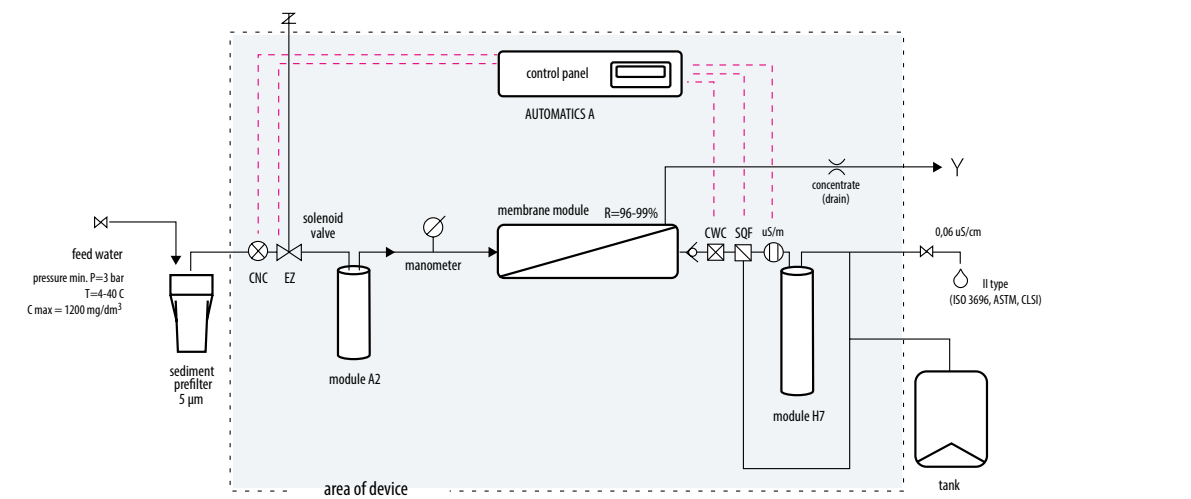 control panel
AUTOMATICS A
concentrate
(drain)
Y
membrane module R=96-99%
solenoid
valve
feed water
pressure min. P=3 bar
T=4-40 C
C max = 1200 mg/dm³
CNC EZ
manometer
CWC SQF uS/m
0,06 uS/cm
II type
(ISO 3696, ASTM, CLSI)
sediment
prefilter
5 µm
module A2
module H7
tank
area of device